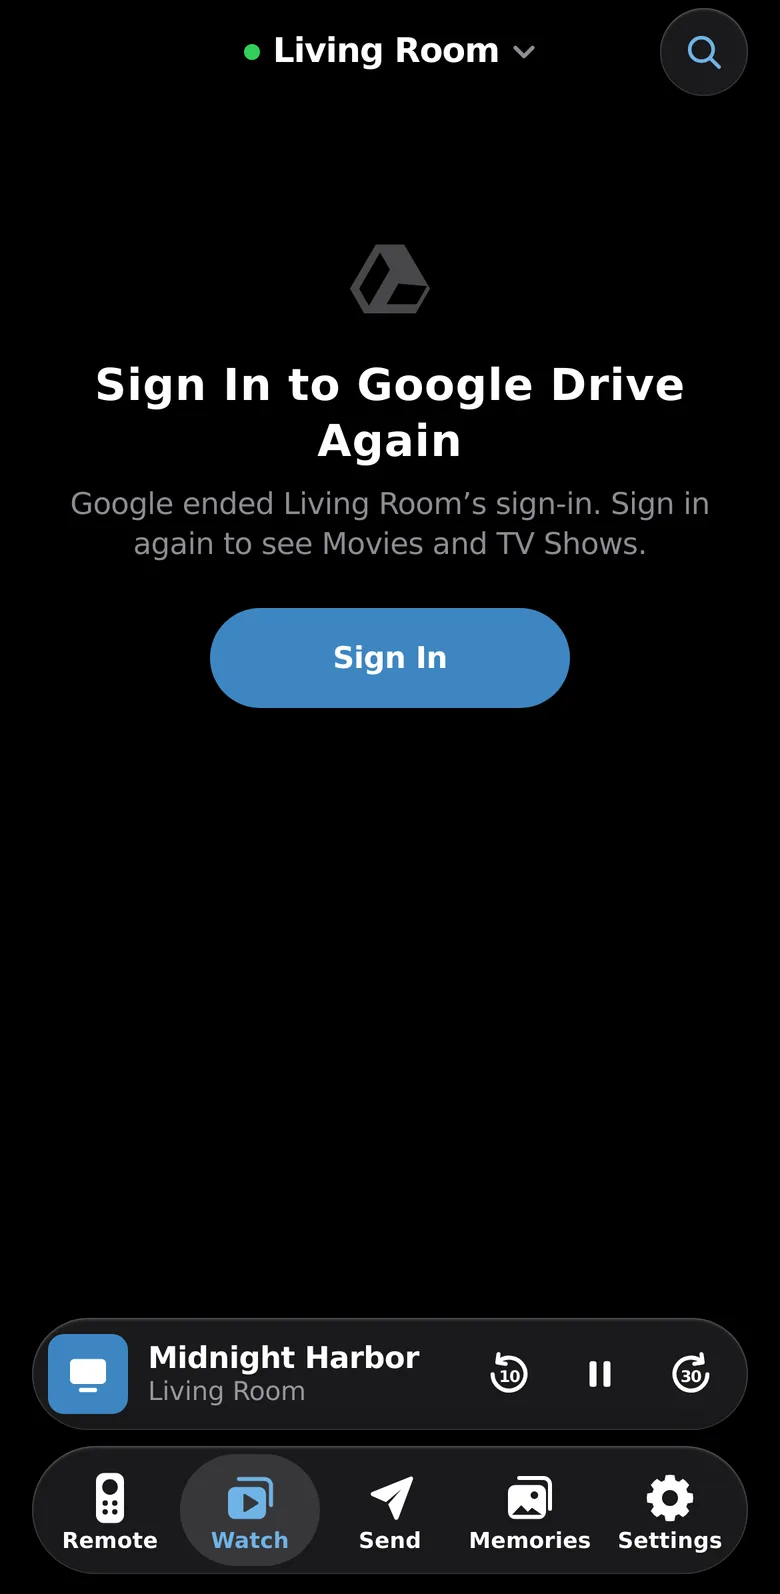 Living Room
Sign In to Google Drive
Again
Google ended Living Room’s sign-in. Sign in
again to see Movies and TV Shows.
Sign In
Midnight Harbor
Living Room
10
30
Remote
Watch
Send
Memories
Settings